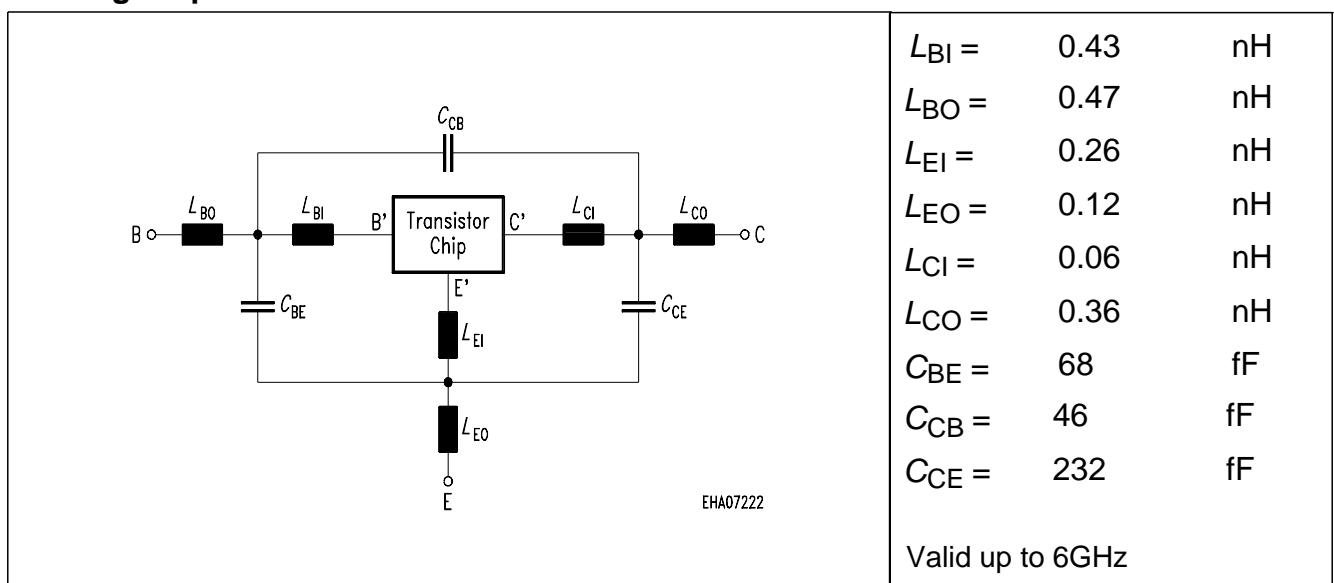 C_CB
L_BO L_BI B' Transistor Chip C' L_CI L_CO
B C
E'
C_BE C_CE
L_EI
L_EO
E
EHA07222
L_BI = 0.43 nH
L_BO = 0.47 nH
L_EI = 0.26 nH
L_EO = 0.12 nH
L_CI = 0.06 nH
L_CO = 0.36 nH
C_BE = 68 fF
C_CB = 46 fF
C_CE = 232 fF
Valid up to 6GHz